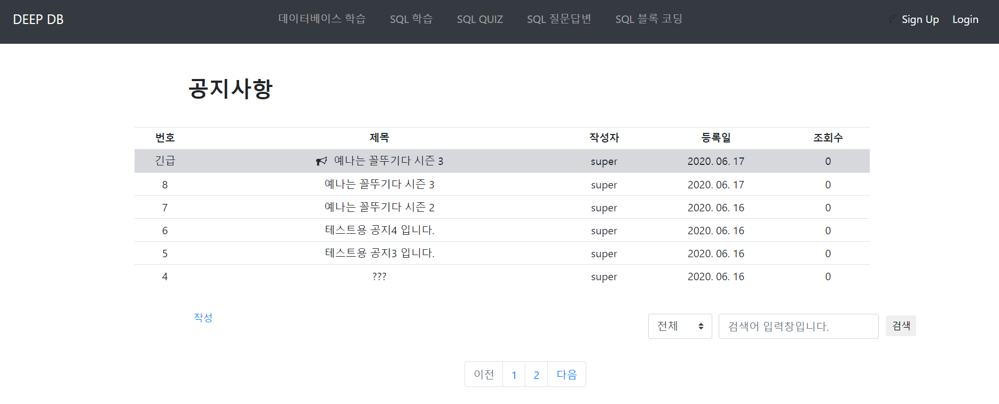 DEEP DB 데이터베이스 학습 SQL 학습 SQL QUIZ SQL 질문답변 SQL 블록 코딩 Sign Up Login
공지사항
번호 제목 작성자 등록일 조회수
긴급 예나는 꼴뚜기다 시즌 3 super 2020. 06. 17 0
8 예나는 꼴뚜기다 시즌 3 super 2020. 06. 17 0
7 예나는 꼴뚜기다 시즌 2 super 2020. 06. 16 0
6 테스트용 공지4 입니다. super 2020. 06. 16 0
5 테스트용 공지3 입니다. super 2020. 06. 16 0
4 ??? super 2020. 06. 16 0
작성 전체 검색어 입력창입니다. 검색
이전 1 2 다음